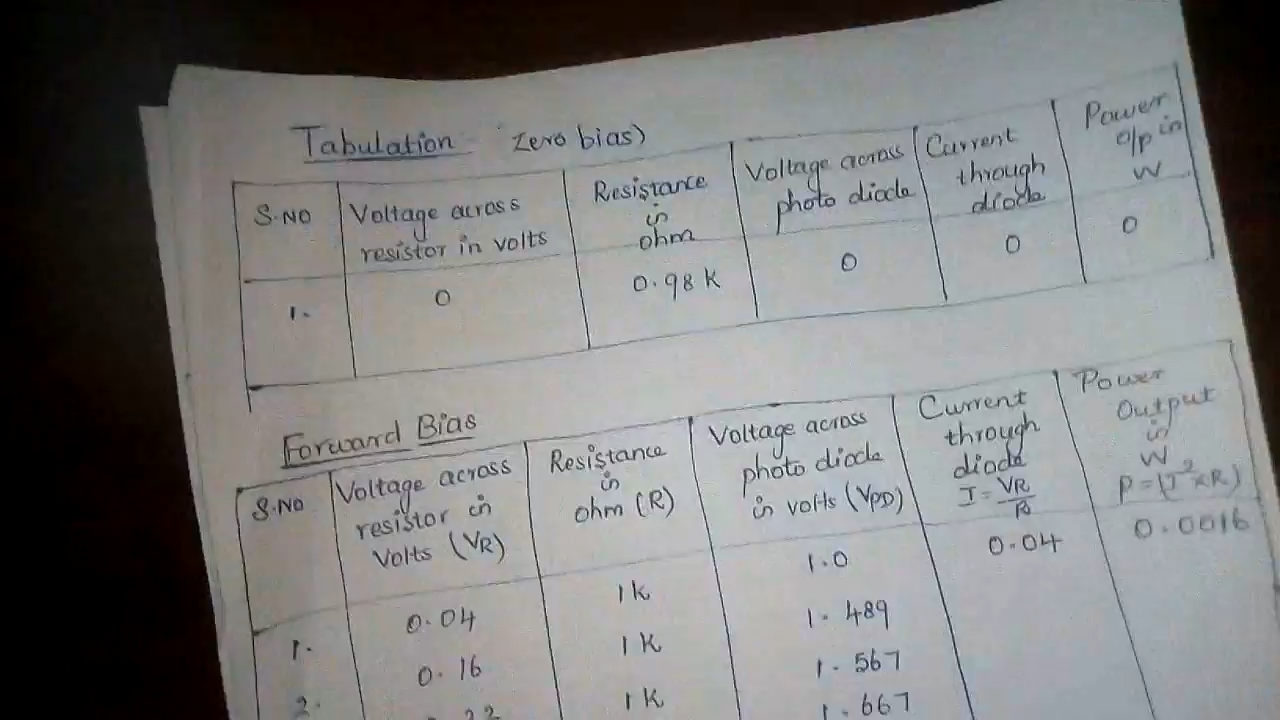 Tabulation Zero bias)
S.NO
Voltage across
resistor in volts
Resistance
in
ohm
Voltage across
photo diode
Current
through
diode
Power
o/p in
W
1.
0
0.98 K
0
0
0
Forward Bias
S.NO
Voltage across
resistor in
Volts (VR)
Resistance
in
ohm (R)
Voltage across
photo diode
in volts (VPD)
Current
through
diode
I = VR
R
Power
Output
in
W
P = (I² x R)
1.
0.04
1K
1.0
0.04
0.0016
2.
0.16
1K
1.489
1K
1.567
1.667